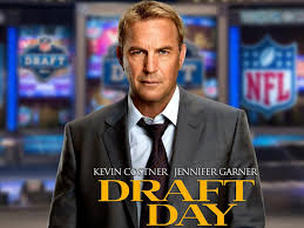 DRAFT
NFL
KEVIN COSTNER JENNIFER GARNER
DRAFT
DAY